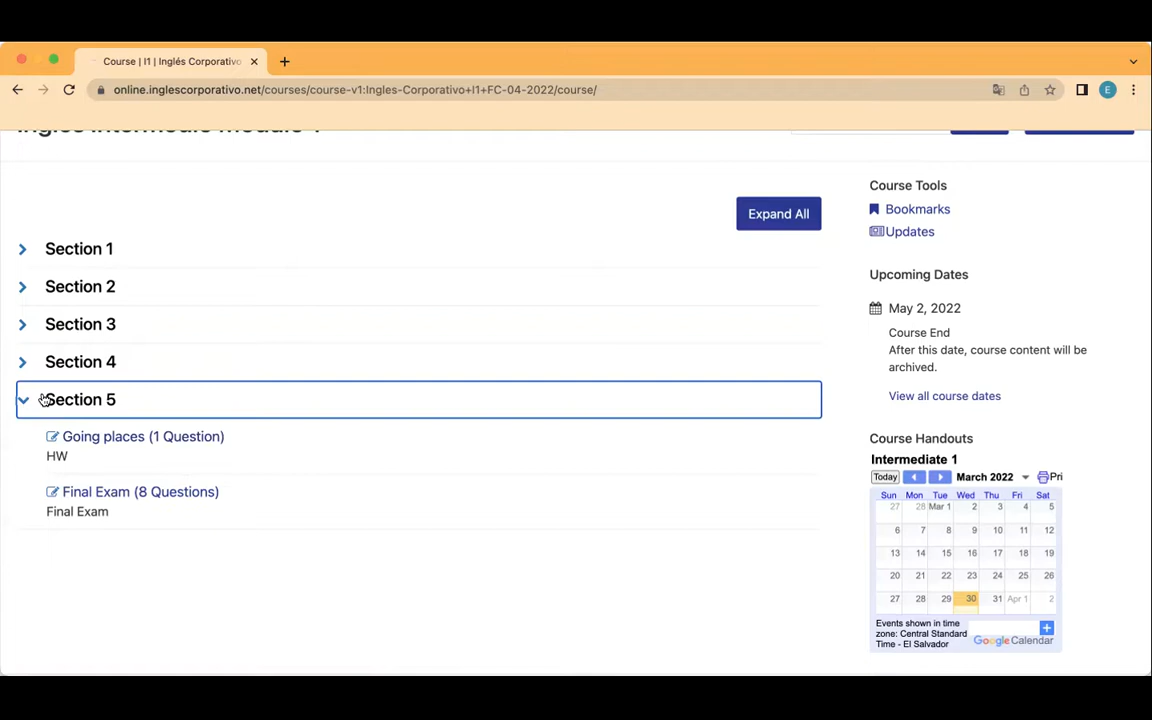 Course | I1 | Inglés Corporativo
online.inglescorporativo.net/courses/course-v1:Ingles-Corporativo+I1+FC-04-2022/course/
E
Expand All
Section 1
Section 2
Section 3
Section 4
Section 5
Going places (1 Question)
HW
Final Exam (8 Questions)
Final Exam
Course Tools
Bookmarks
Updates
Upcoming Dates
May 2, 2022
Course End
After this date, course content will be
archived.
View all course dates
Course Handouts
Intermediate 1
Today March 2022 Pri
Sun Mon Tue Wed Thu Fri Sat
27 28 Mar 1 2 3 4 5
6 7 8 9 10 11 12
13 14 15 16 17 18 19
20 21 22 23 24 25 26
27 28 29 30 31 Apr 1 2
Events shown in time
zone: Central Standard
Time - El Salvador
Google Calendar